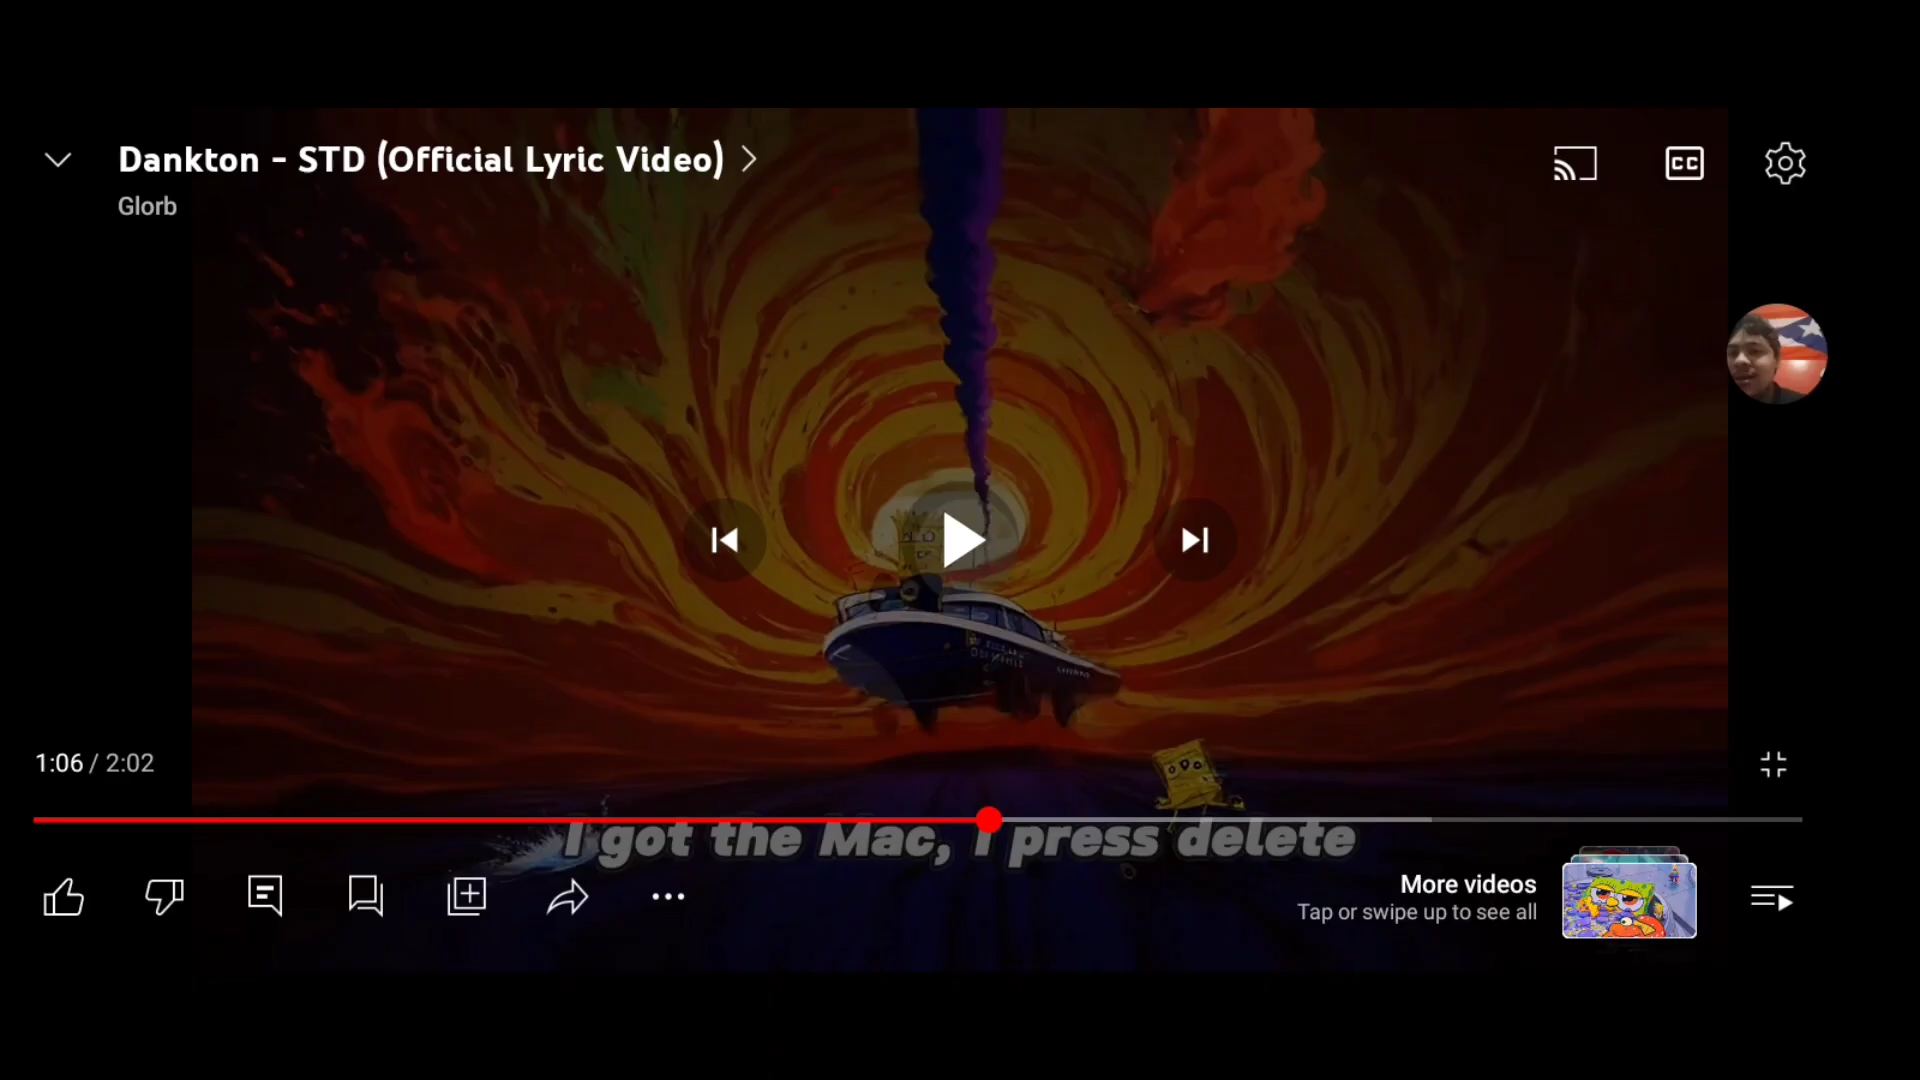 Dankton - STD (Official Lyric Video)
Glorb
CC
1:06 / 2:02
I got the Mac, I press delete
More videos
Tap or swipe up to see all